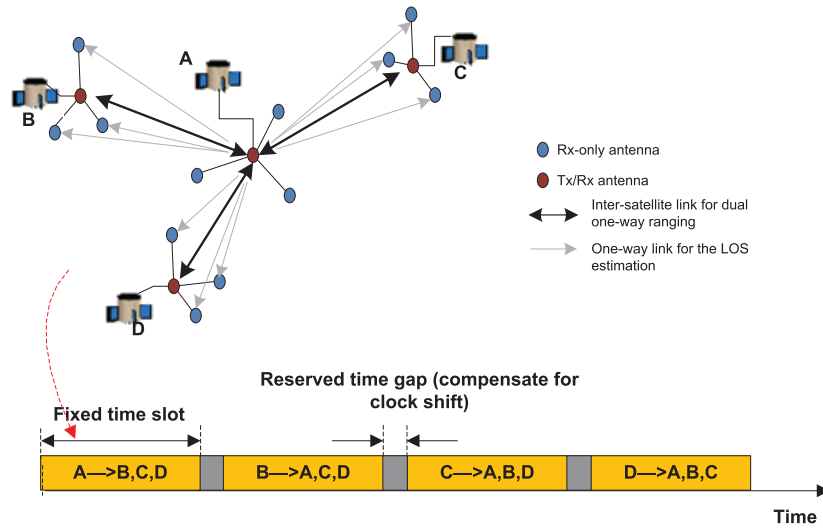 A
B
C
D
Rx-only antenna
Tx/Rx antenna
Inter-satellite link for dual
one-way ranging
One-way link for the LOS
estimation
Reserved time gap (compensate for
clock shift)
Fixed time slot
A—>B,C,D
B—>A,C,D
C—>A,B,D
D—>A,B,C
Time